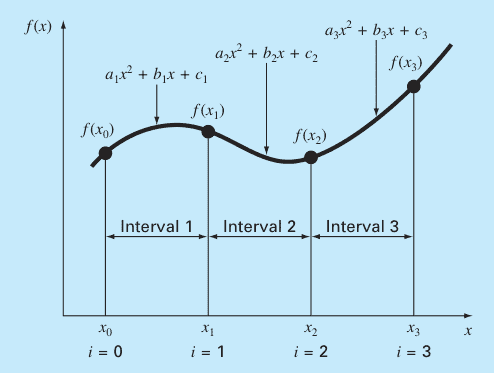 f(x)
a₃x² + b₃x + c₃
a₂x² + b₂x + c₂
f(x₃)
a₁x² + b₁x + c₁
f(x₁)
f(x₀)
f(x₂)
Interval 1
Interval 2
Interval 3
x₀ x₁ x₂ x₃ x
i = 0 i = 1 i = 2 i = 3